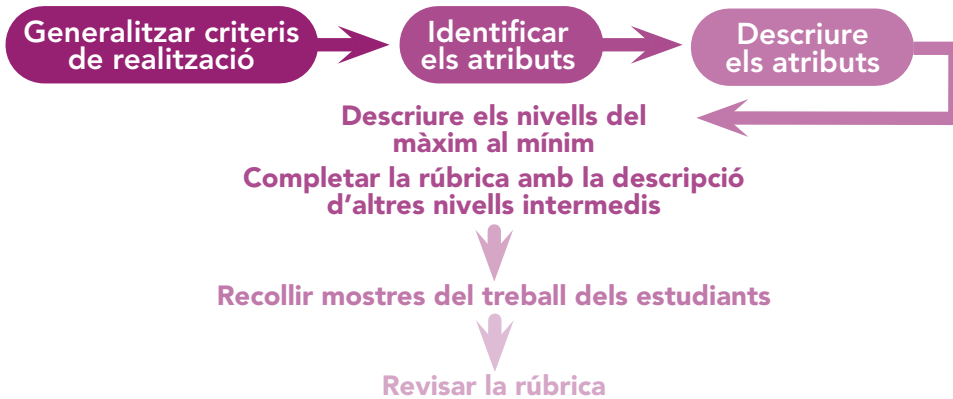 Generalitzar criteris
de realització
Identificar
els atributs
Descriure
els atributs
Descriure els nivells del
màxim al mínim
Completar la rúbrica amb la descripció
d’altres nivells intermedis
Recollir mostres del treball dels estudiants
Revisar la rúbrica